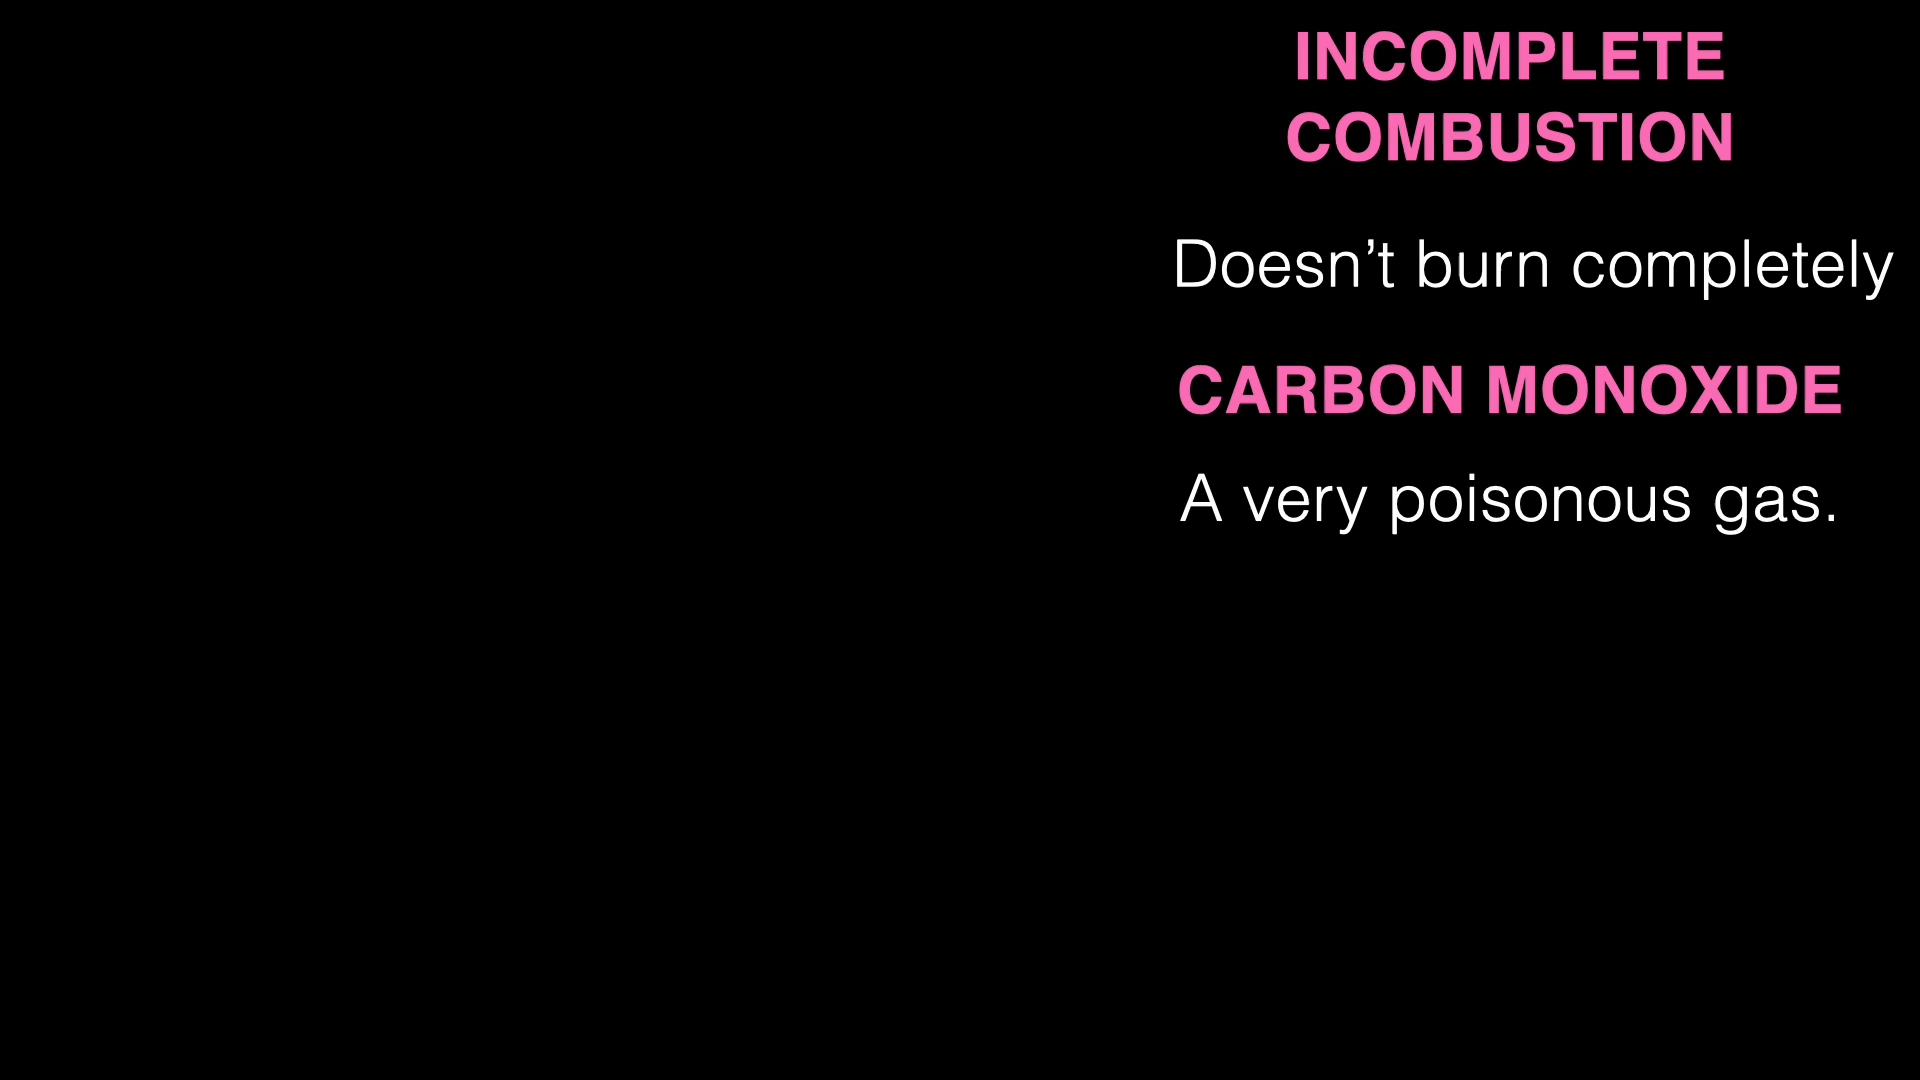 INCOMPLETE
COMBUSTION
Doesn’t burn completely
CARBON MONOXIDE
A very poisonous gas.